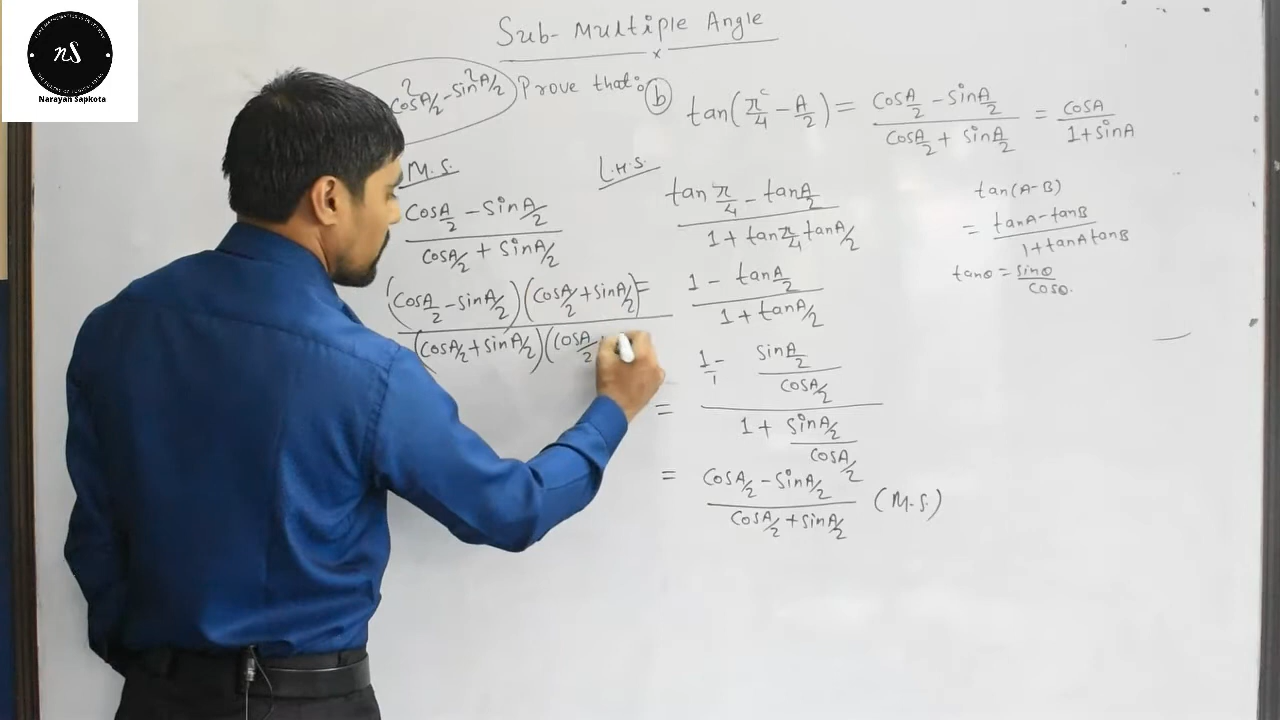 nS
Narayan Sapkota
Sub-Multiple Angle
cos²A/2 - sin²A/2
Prove that: (b) tan(π^c/4 - A/2) = (cosA/2 - sinA/2)/(cosA/2 + sinA/2) = cosA/(1+sinA)
M.S.
(cosA/2 - sinA/2)/(cosA/2 + sinA/2)
(cosA/2 - sinA/2)(cosA/2 + sinA/2)
(cosA/2 + sinA/2)(cosA/2
L.H.S.
(tan π/4 - tanA/2)/(1 + tanπ/4 tanA/2)
= (1 - tanA/2)/(1 + tanA/2)
= (1/1 - (sinA/2)/(cosA/2))/(1 + (sinA/2)/(cosA/2))
= (cosA/2 - sinA/2)/(cosA/2 + sinA/2) (M.S.)
tan(A-B)
= (tanA - tanB)/(1 + tanA tanB)
tanθ = sinθ/cosθ.